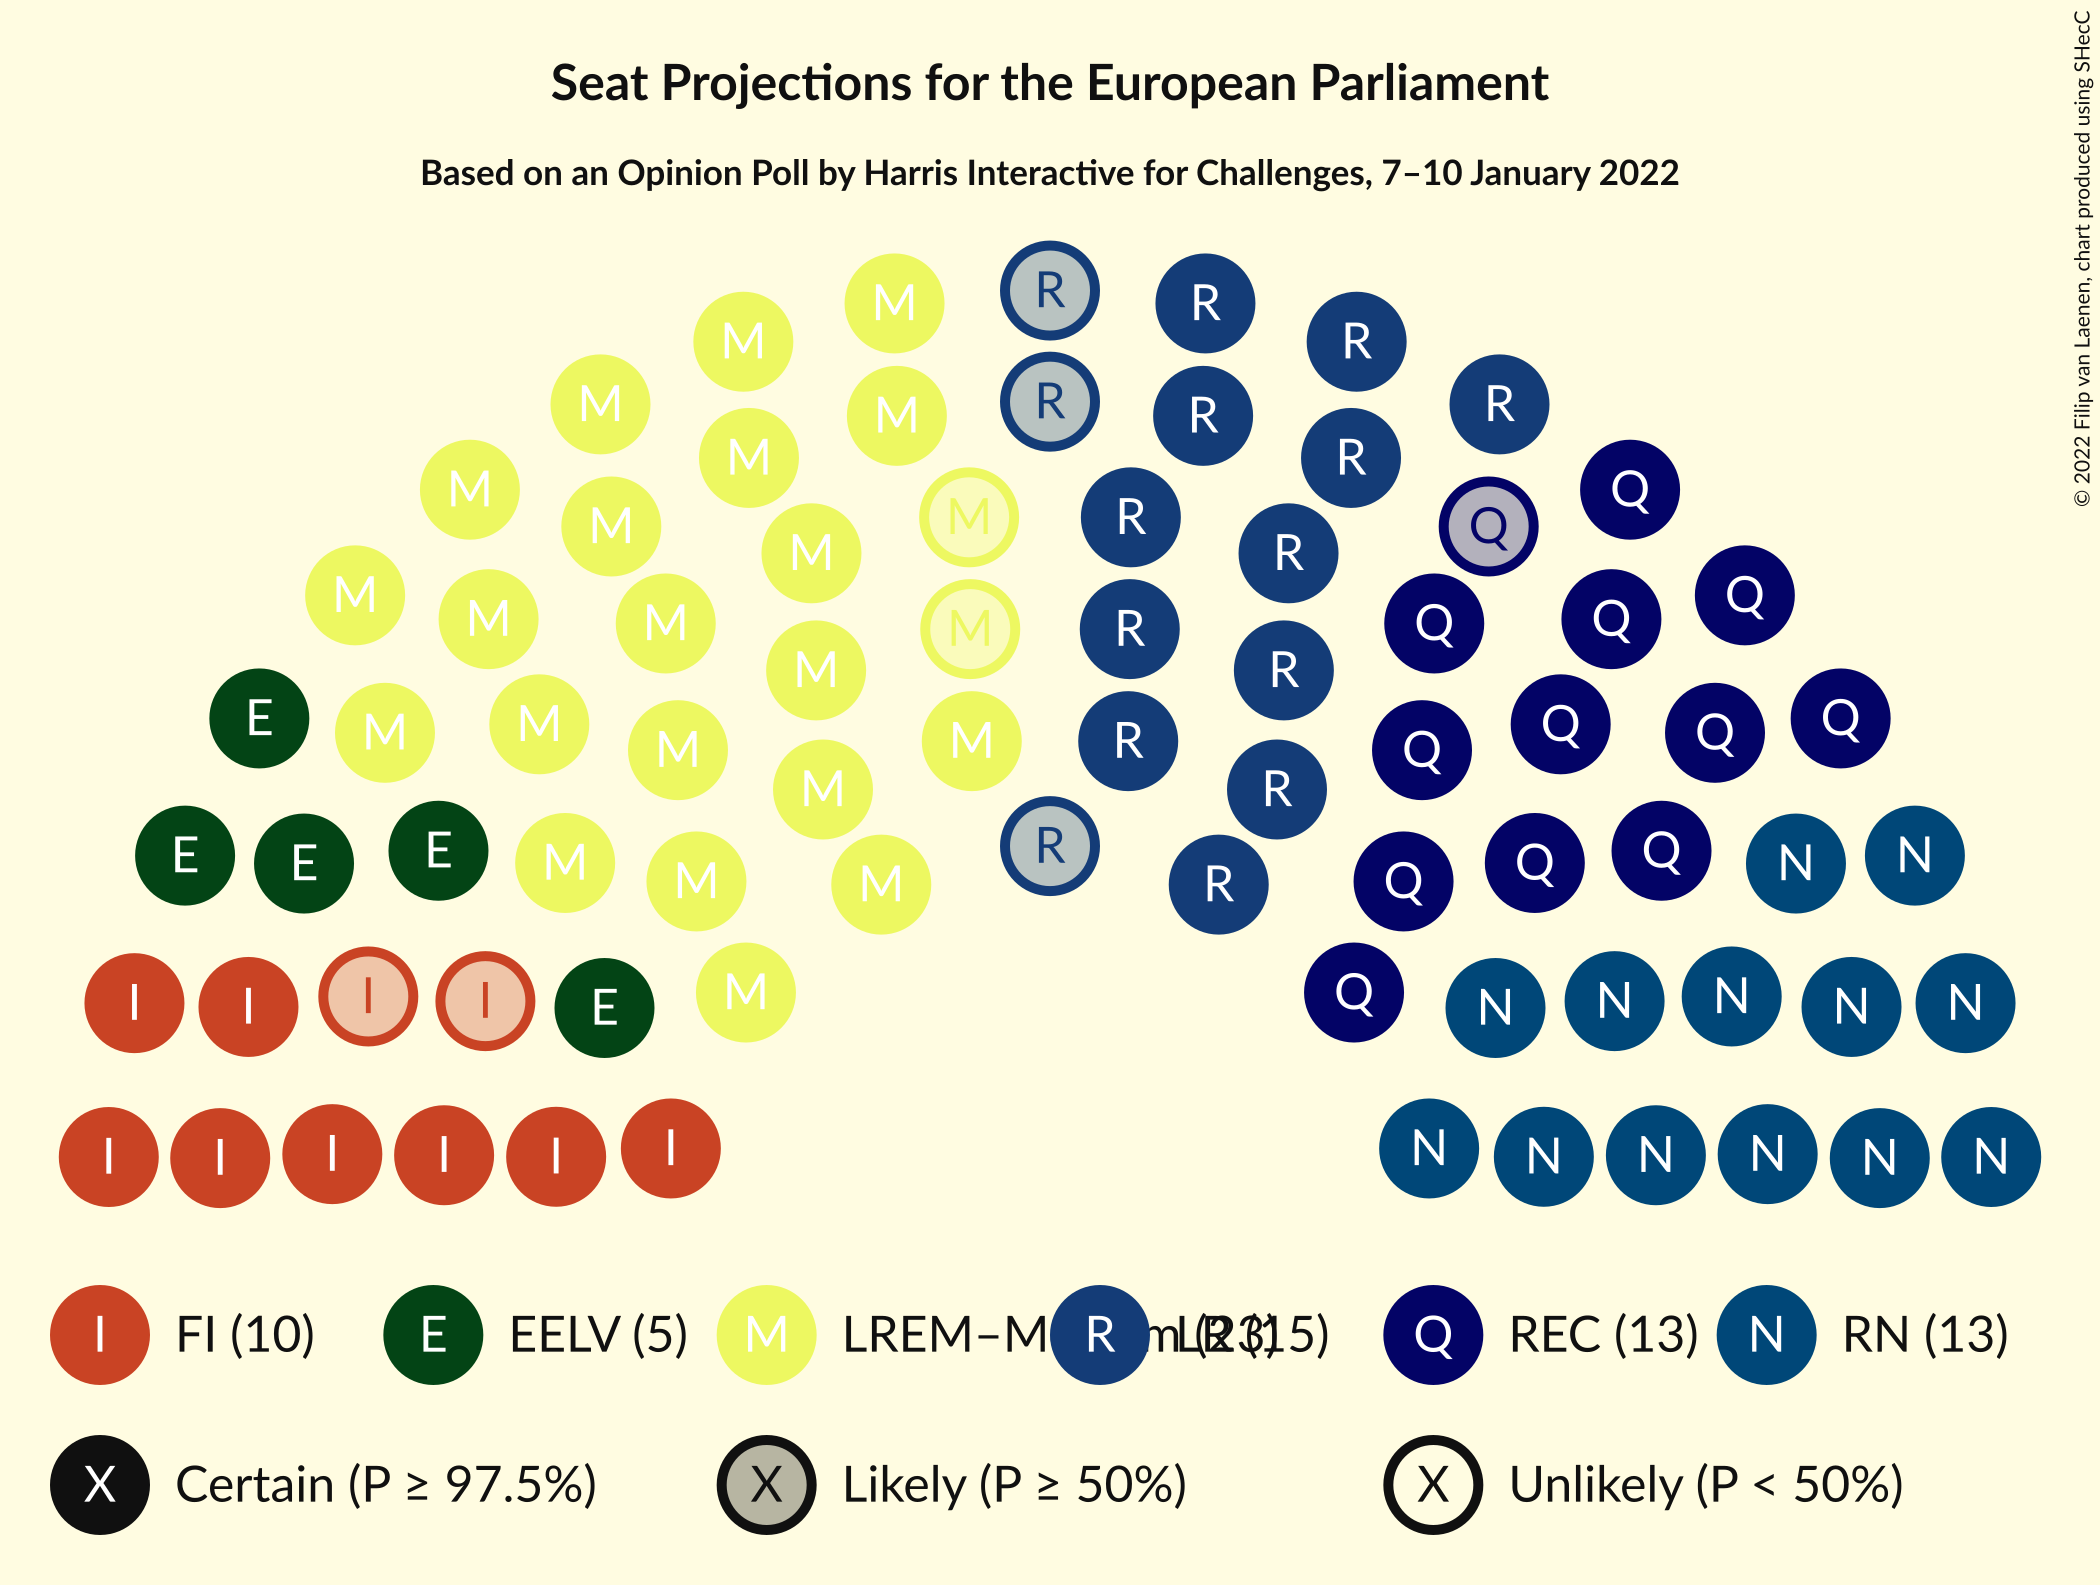 Seat Projections for the European Parliament
Based on an Opinion Poll by Harris Interactive for Challenges, 7–10 January 2022
© 2022 Filip van Laenen, chart produced using SHecC
R
M R
M R
M R
R
M R
M R
M Q
M R
M M R Q
M R
M Q
M Q
M Q
M M R Q
M R
E Q
M Q
M Q
M M R Q
M R
E E E M Q Q N N
M M R R Q
I I I I E M Q N N N N N
I I I I I I N N N N N N
I FI (10) E EELV (5) M R Q REC (13) N RN (13)
X Certain (P ≥ 97.5%) X Likely (P ≥ 50%) X Unlikely (P < 50%)